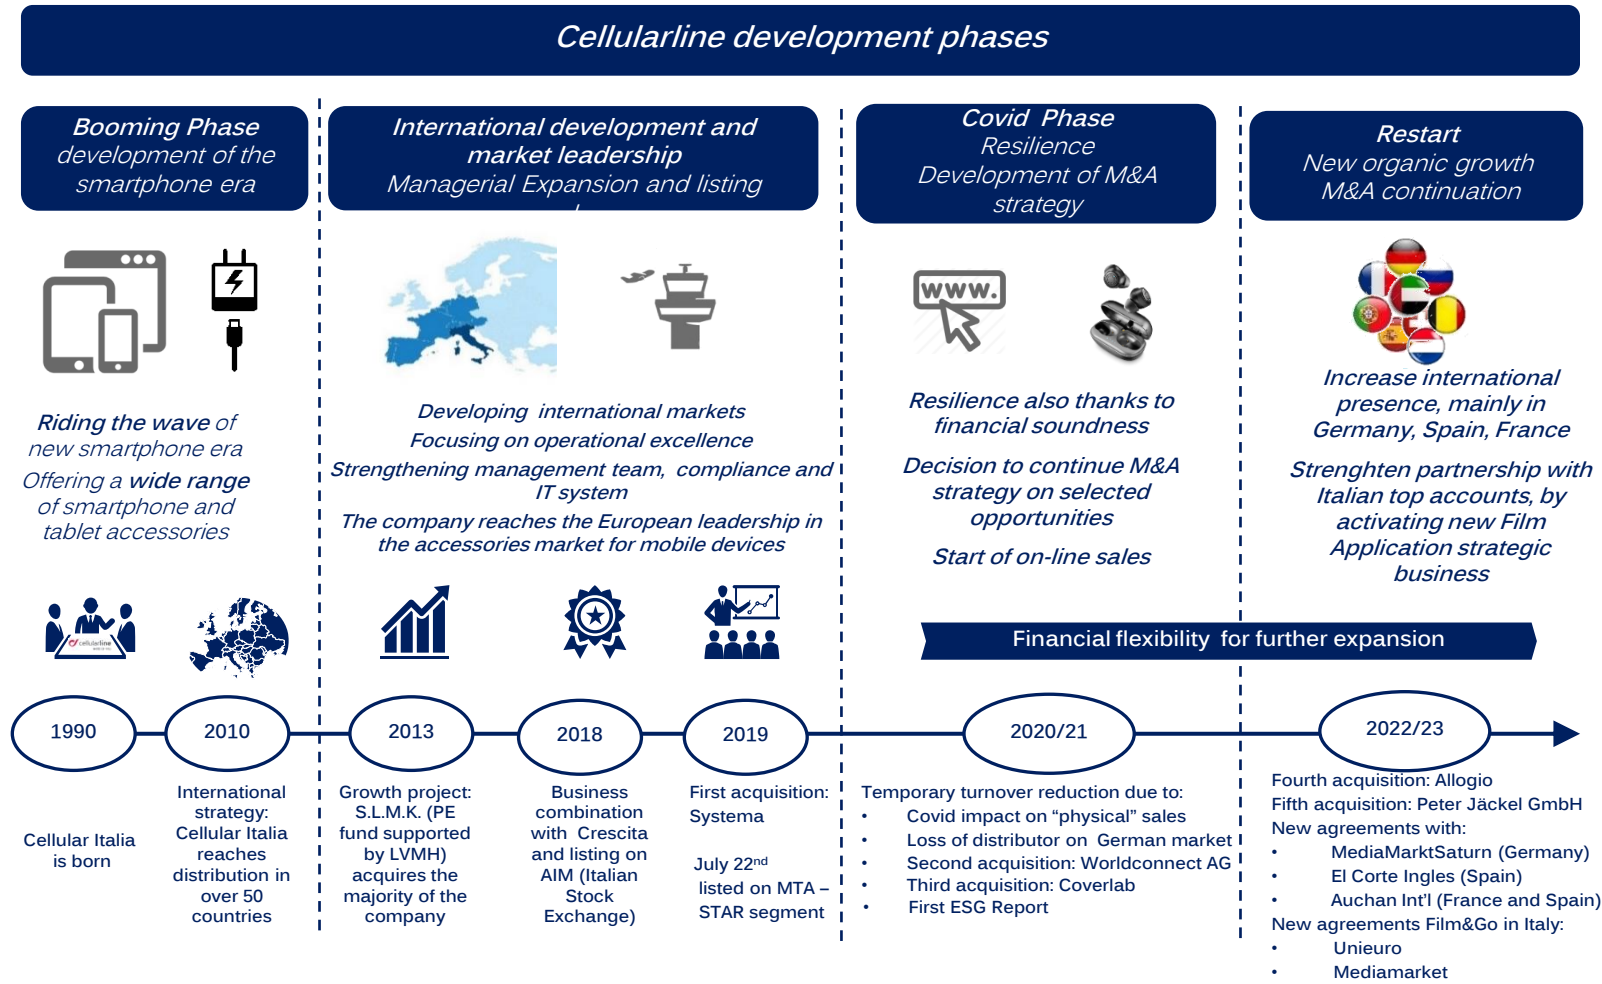 Cellularline development phases
Booming Phase
development of the
smartphone era
International development and
market leadership
Managerial Expansion and listing
Covid Phase
Resilience
Development of M&A
strategy
Restart
New organic growth
M&A continuation
www.
Riding the wave of
new smartphone era
Offering a wide range
of smartphone and
tablet accessories
Developing international markets
Focusing on operational excellence
Strengthening management team, compliance and
IT system
The company reaches the European leadership in
the accessories market for mobile devices
Resilience also thanks to
financial soundness
Decision to continue M&A
strategy on selected
opportunities
Start of on-line sales
Increase international
presence, mainly in
Germany, Spain, France
Strenghten partnership with
Italian top accounts, by
activating new Film
Application strategic
business
cellularline
Financial flexibility for further expansion
1990
2010
2013
2018
2019
2020/21
2022/23
Cellular Italia
is born
International
strategy:
Cellular Italia
reaches
distribution in
over 50
countries
Growth project:
S.L.M.K. (PE
fund supported
by LVMH)
acquires the
majority of the
company
Business
combination
with Crescita
and listing on
AIM (Italian
Stock
Exchange)
First acquisition:
Systema
July 22nd
listed on MTA –
STAR segment
Temporary turnover reduction due to:
• Covid impact on “physical” sales
• Loss of distributor on German market
• Second acquisition: Worldconnect AG
• Third acquisition: Coverlab
• First ESG Report
Fourth acquisition: Allogio
Fifth acquisition: Peter Jäckel GmbH
New agreements with:
• MediaMarktSaturn (Germany)
• El Corte Ingles (Spain)
• Auchan Int’l (France and Spain)
New agreements Film&Go in Italy:
• Unieuro
• Mediamarket